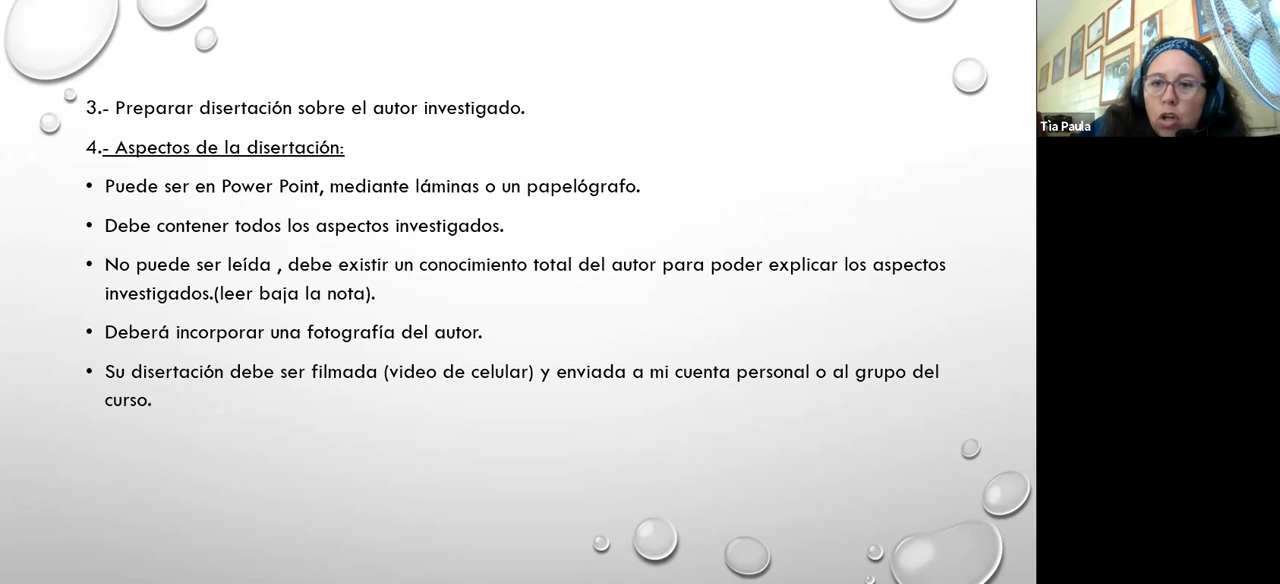 3.- Preparar disertación sobre el autor investigado.
4.- Aspectos de la disertación:
• Puede ser en Power Point, mediante láminas o un papelógrafo.
• Debe contener todos los aspectos investigados.
• No puede ser leída , debe existir un conocimiento total del autor para poder explicar los aspectos
investigados.(leer baja la nota).
• Deberá incorporar una fotografía del autor.
• Su disertación debe ser filmada (video de celular) y enviada a mi cuenta personal o al grupo del
curso.
Tìa Paula